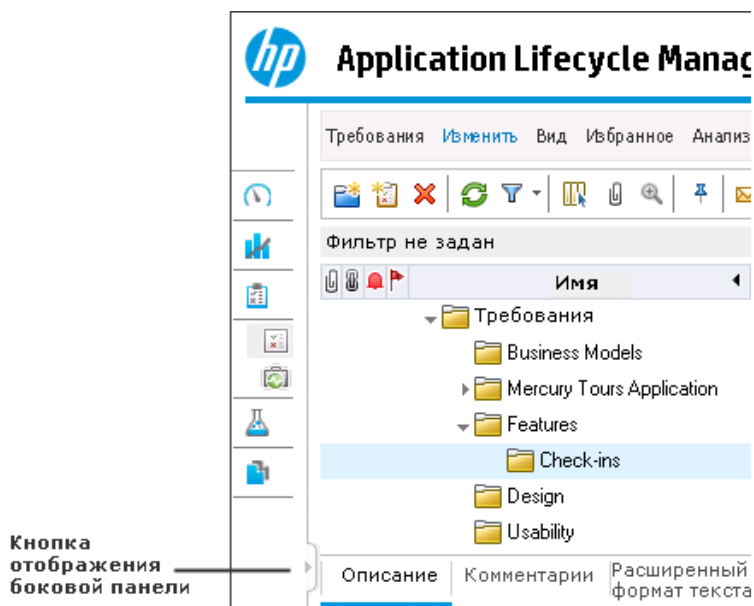 hp
Application Lifecycle Manag
Требования Изменить Вид Избранное Анализ
Фильтр не задан
Имя
Требования
Business Models
Mercury Tours Application
Features
Check-ins
Design
Usability
Кнопка
отображения
боковой панели
Описание Комментарии Расширенный
формат текста